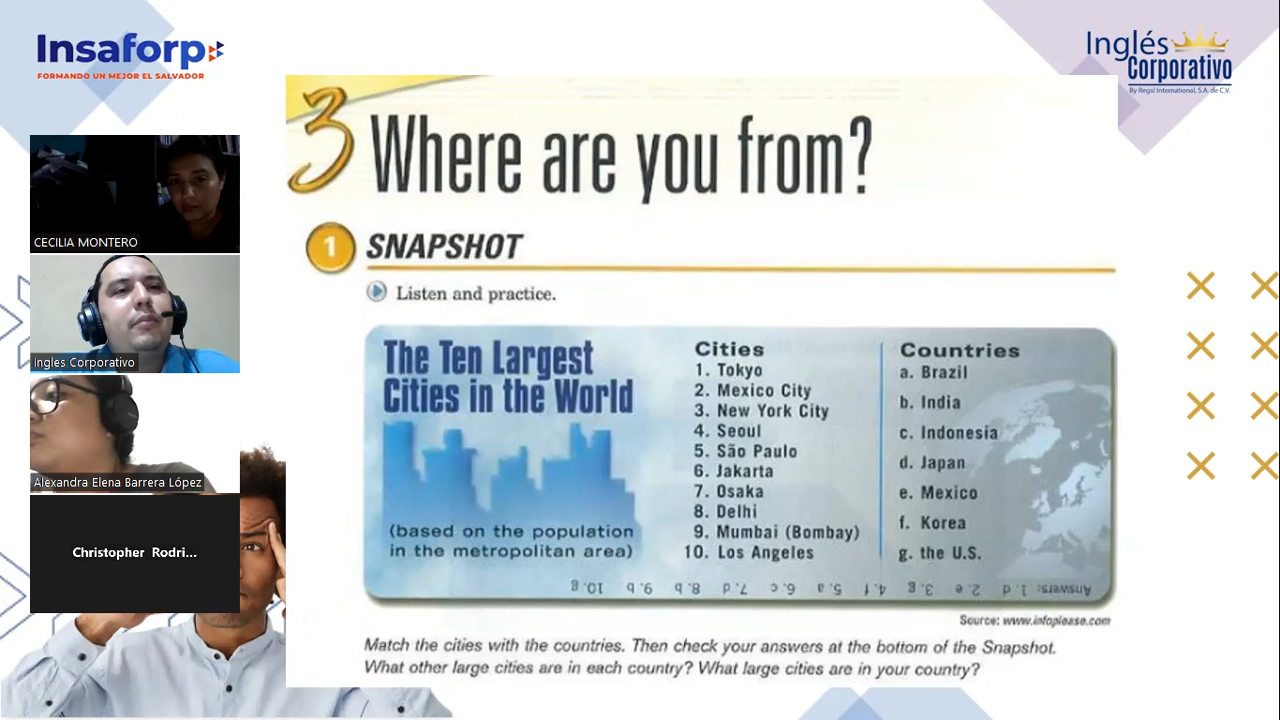 Insaforp
FORMANDO UN MEJOR EL SALVADOR
Inglés
Corporativo
By Regal International, S.A. de C.V.
CECILIA MONTERO
Ingles Corporativo
Alexandra Elena Barrera López
Christopher Rodri...
3 Where are you from?
1 SNAPSHOT
Listen and practice.
The Ten Largest
Cities in the World
(based on the population
in the metropolitan area)
Cities
1. Tokyo
2. Mexico City
3. New York City
4. Seoul
5. São Paulo
6. Jakarta
7. Osaka
8. Delhi
9. Mumbai (Bombay)
10. Los Angeles
Countries
a. Brazil
b. India
c. Indonesia
d. Japan
e. Mexico
f. Korea
g. the U.S.
Answers: 1. d 2. e 3. g 4. f 5. a 6. c 7. d 8. b 9. b 10. g
Source: www.infoplease.com
Match the cities with the countries. Then check your answers at the bottom of the Snapshot.
What other large cities are in each country? What large cities are in your country?